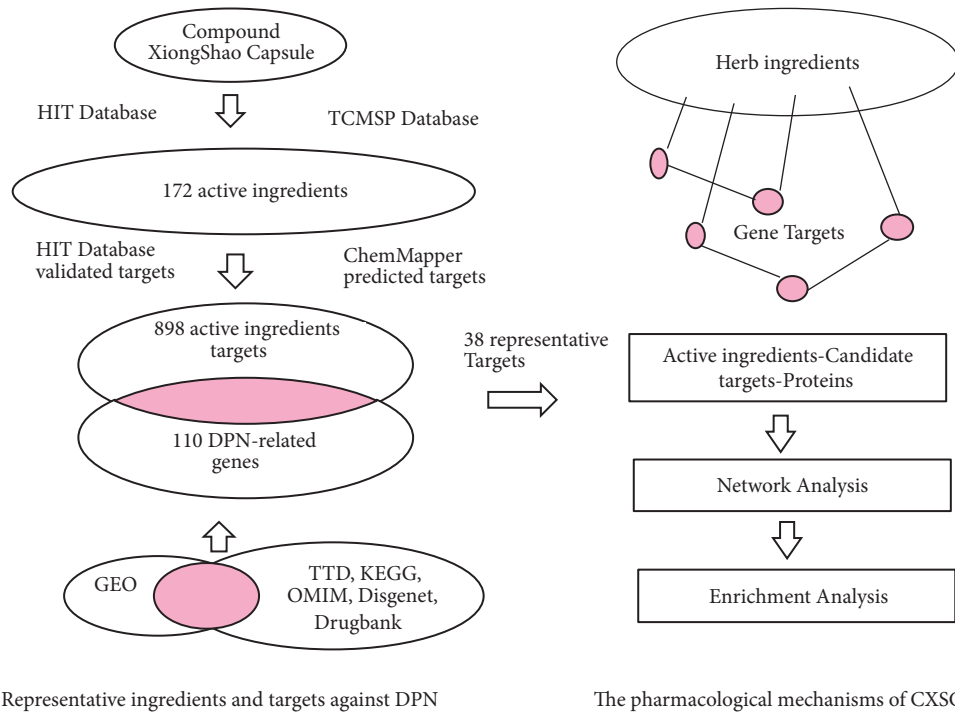 Compound
XiongShao Capsule
HIT Database
TCMSP Database
172 active ingredients
HIT Database
validated targets
ChemMapper
predicted targets
898 active ingredients
targets
110 DPN-related
genes
GEO
TTD, KEGG,
OMIM, Disgenet,
Drugbank
Representative ingredients and targets against DPN
38 representative
Targets
Herb ingredients
Gene Targets
Active ingredients-Candidate
targets-Proteins
Network Analysis
Enrichment Analysis
The pharmacological mechanisms of CXSC